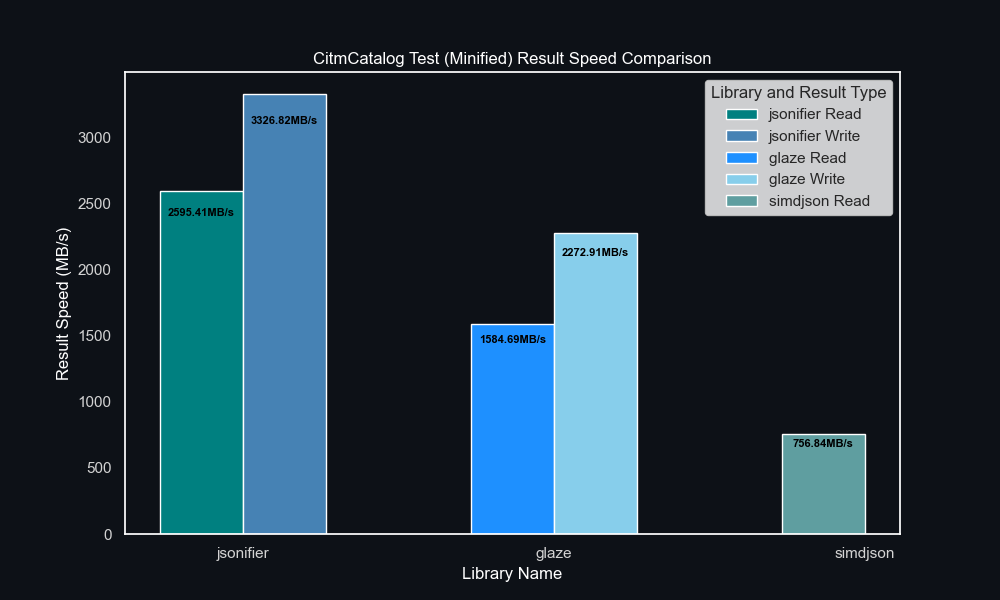 CitmCatalog Test (Minified) Result Speed Comparison
Library and Result Type
jsonifier Read
jsonifier Write
glaze Read
glaze Write
simdjson Read
Result Speed (MB/s)
3000
2500
2000
1500
1000
500
0
2595.41MB/s
3326.82MB/s
1584.69MB/s
2272.91MB/s
756.84MB/s
jsonifier
glaze
simdjson
Library Name